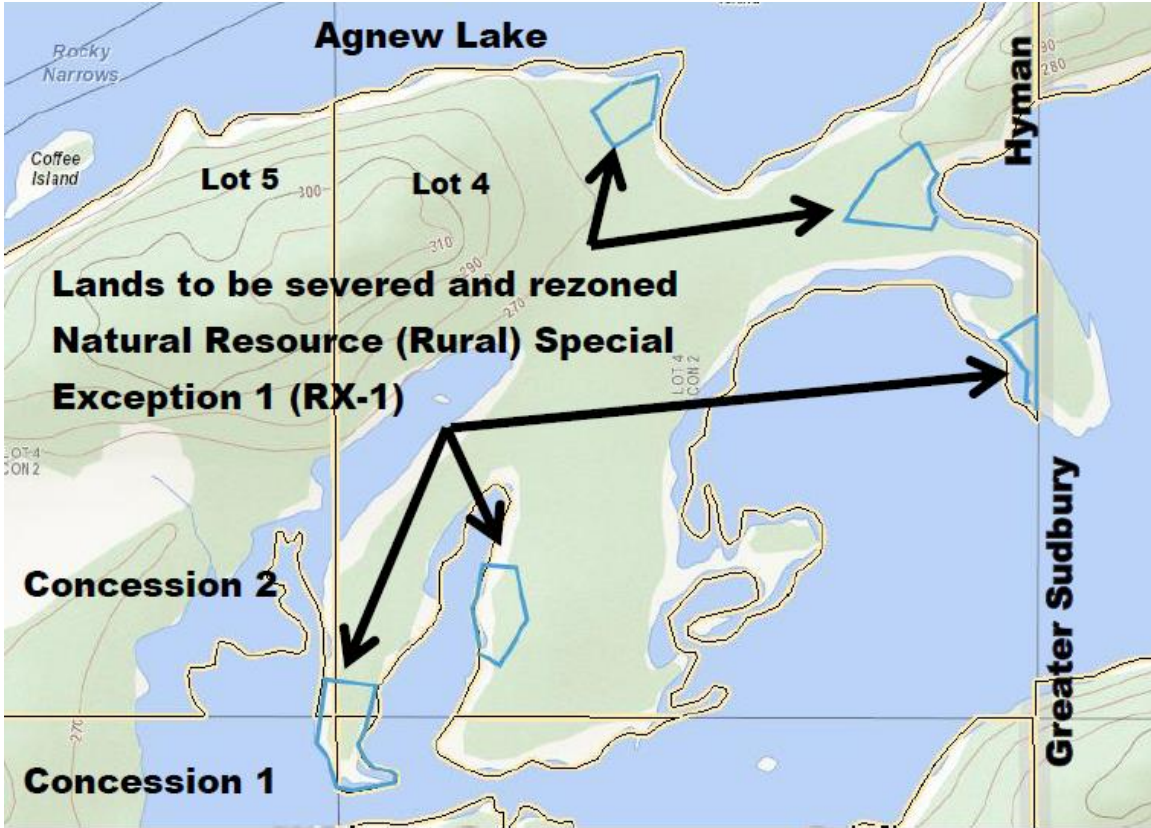 Agnew Lake
Rocky
Narrows
290
280
Hyman
Coffee
Island
Lot 5
Lot 4
300
310
290
270
Lands to be severed and rezoned
Natural Resource (Rural) Special
Exception 1 (RX-1)
LOT 4
CON 2
LOT 4
CON 2
Concession 2
Greater Sudbury
270
Concession 1